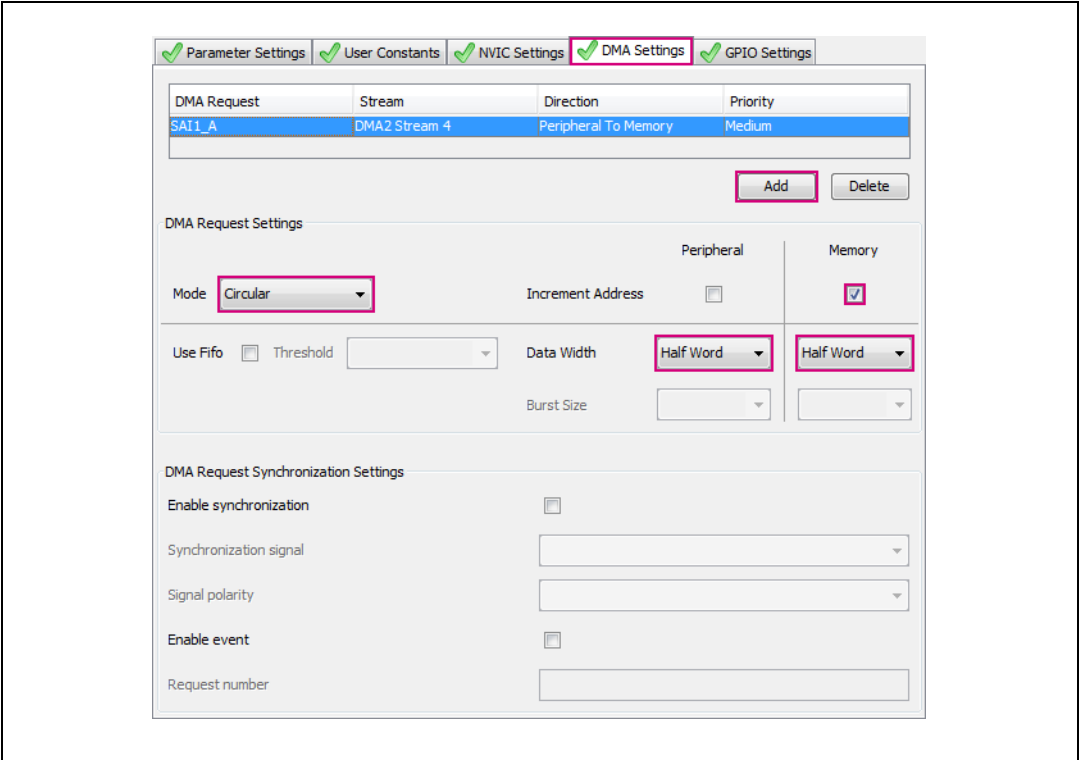 Parameter Settings User Constants NVIC Settings DMA Settings GPIO Settings
DMA Request Stream Direction Priority
SAI1_A DMA2 Stream 4 Peripheral To Memory Medium
Add Delete
DMA Request Settings
Peripheral Memory
Mode Circular Increment Address
Use Fifo Threshold Data Width Half Word Half Word
Burst Size
DMA Request Synchronization Settings
Enable synchronization
Synchronization signal
Signal polarity
Enable event
Request number